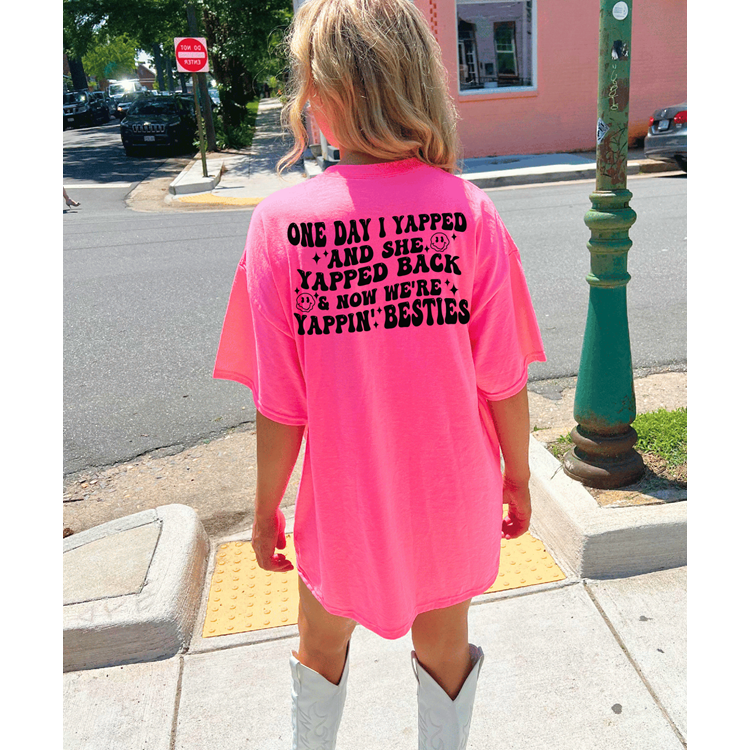 DO NOT
ENTER
ONE DAY I YAPPED
AND SHE
YAPPED BACK
& NOW WE'RE
YAPPIN' BESTIES